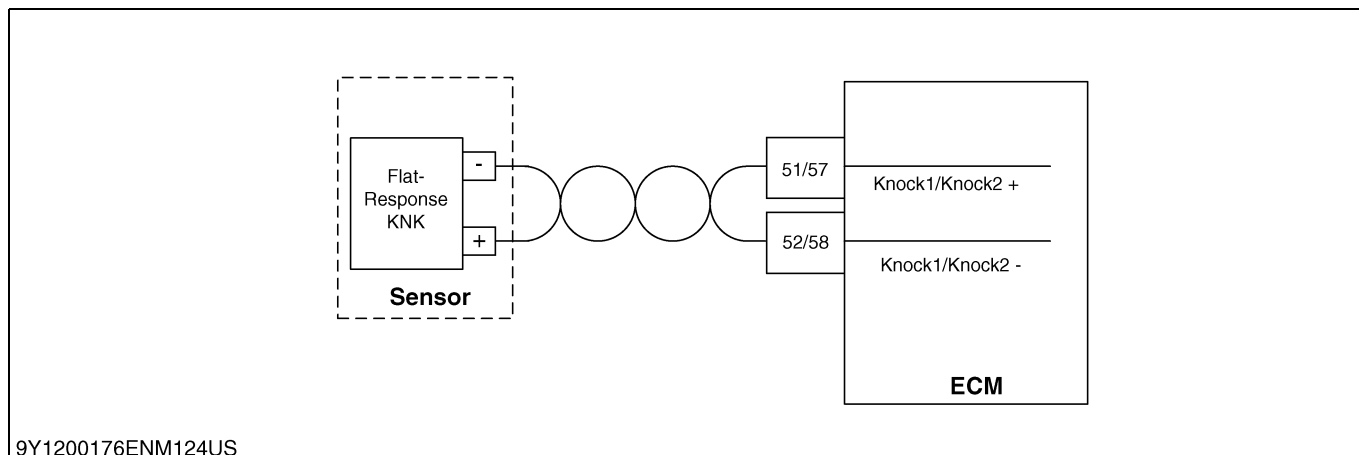 Flat-
Response
KNK
-
+
Sensor
51/57
Knock1/Knock2 +
52/58
Knock1/Knock2 -
ECM
9Y1200176ENM124US